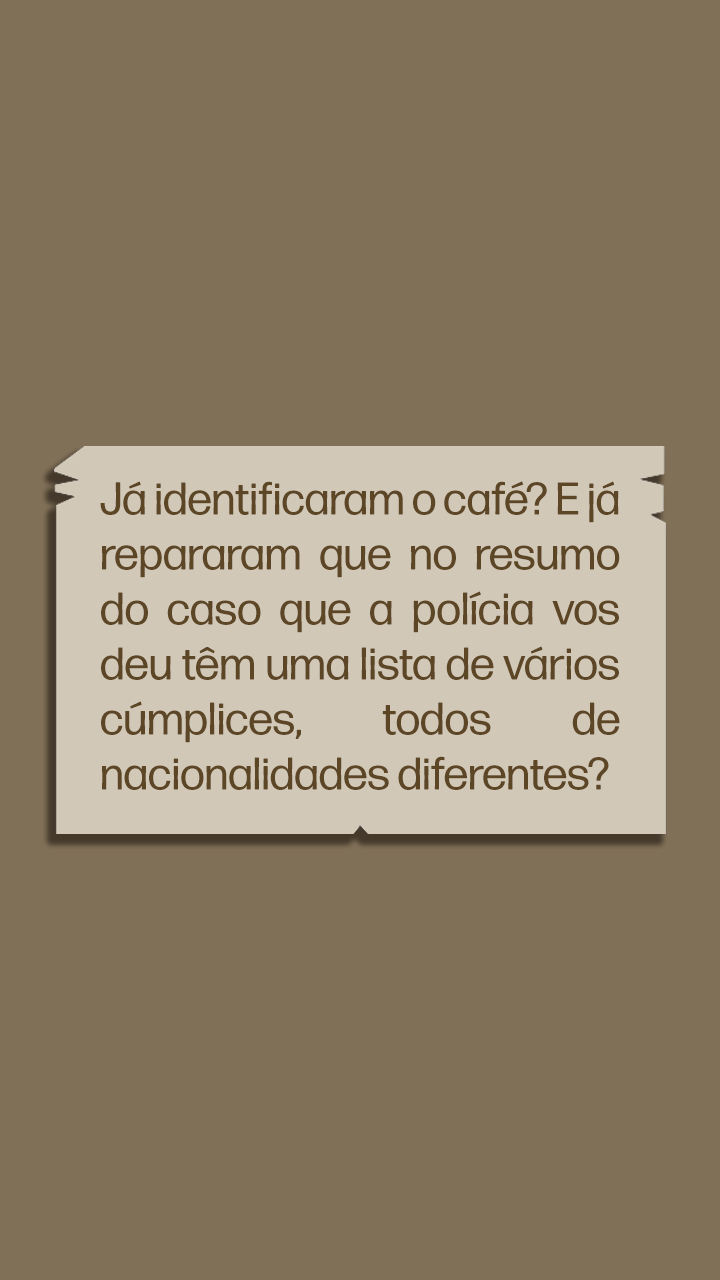 Já identificaram o café? E já
repararam que no resumo
do caso que a polícia vos
deu têm uma lista de vários
cúmplices, todos de
nacionalidades diferentes?